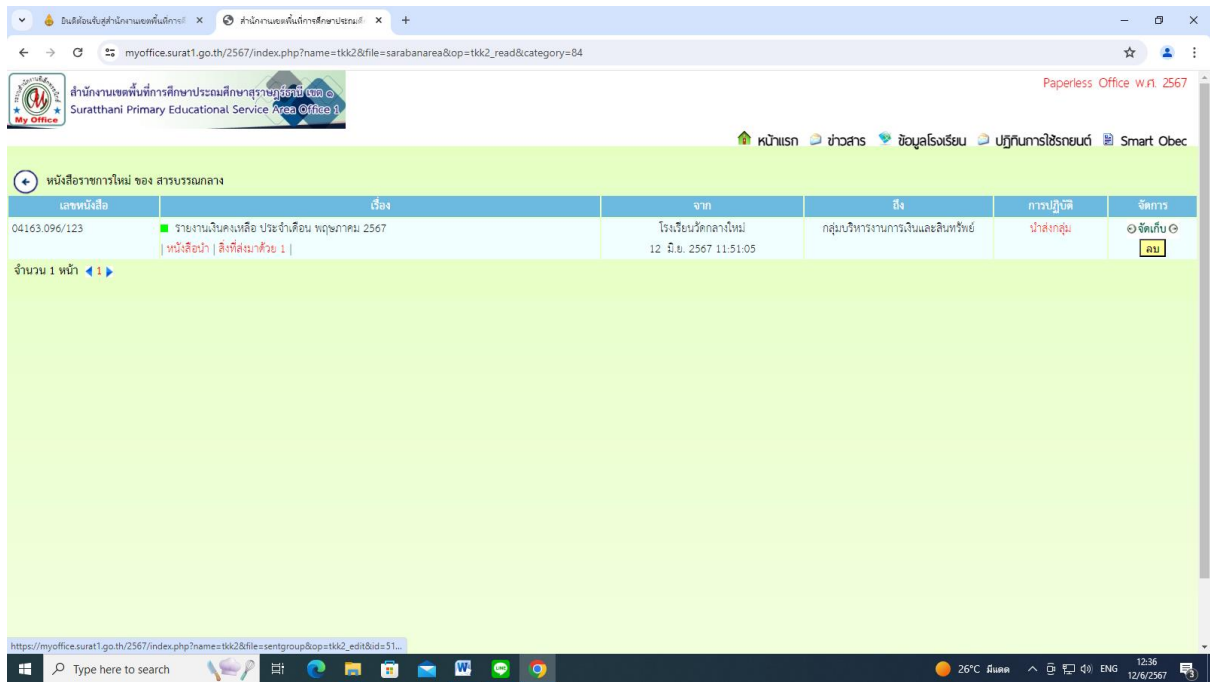 อินดีต้อนรับสู่สำนักงานเขตพื้นที่การศึ
สำนักงานเขตพื้นที่การศึกษาประถมศึ
myoffice.surat1.go.th/2567/index.php?name=tkk2&file=sarabanarea&op=tkk2_read&category=84
สำนักงานเขตพื้นที่การศึกษาประถมศึกษาสุราษฎร์ธานี เขต ๑
Suratthani Primary Educational Service Area Office 1
My Office
Paperless Office พ.ศ. 2567
หน้าแรก ข่าวสาร ข้อมูลโรงเรียน ปฏิทินการใช้รถยนต์ Smart Obec
หนังสือราชการใหม่ ของ สารบรรณกลาง
เลขหนังสือ เรื่อง จาก ถึง การปฏิบัติ จัดการ
04163.096/123 รายงานเงินคงเหลือ ประจำเดือน พฤษภาคม 2567 โรงเรียนวัดกลางใหม่ กลุ่มบริหารงานการเงินและสินทรัพย์ นำส่งกลุ่ม จัดเก็บ
| หนังสือนำ | สิ่งที่ส่งมาด้วย 1 | 12 มิ.ย. 2567 11:51:05 ลบ
จำนวน 1 หน้า 1
https://myoffice.surat1.go.th/2567/index.php?name=tkk2&file=sentgroup&op=tkk2_edit&id=51...
Type here to search 26°C มีแดด ENG 12:36
12/6/2567